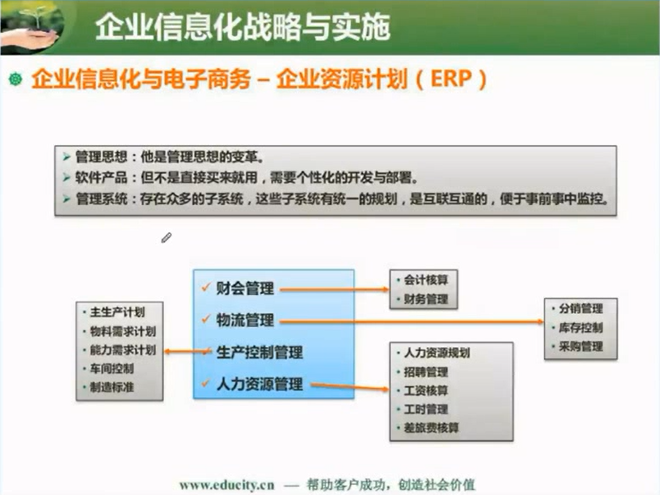 企业信息化战略与实施
企业信息化与电子商务 – 企业资源计划（ERP）
管理思想：他是管理思想的变革。
软件产品：但不是直接买来就用，需要个性化的开发与部署。
管理系统：存在众多的子系统，这些子系统有统一的规划，是互联互通的，便于事前事中监控。
财会管理
物流管理
生产控制管理
人力资源管理
会计核算
财务管理
分销管理
库存控制
采购管理
主生产计划
物料需求计划
能力需求计划
车间控制
制造标准
人力资源规划
招聘管理
工资核算
工时管理
差旅费核算
www.educity.cn — 帮助客户成功，创造社会价值